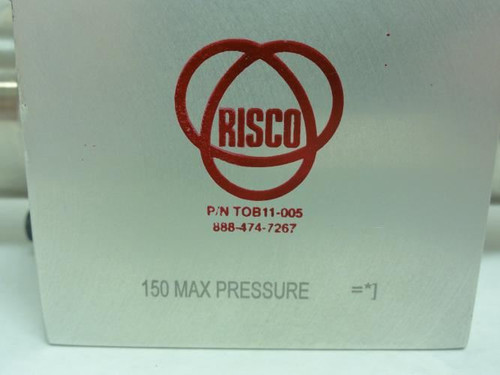 RISCO
P/N TOB11-005
888-474-7267
150 MAX PRESSURE =*]